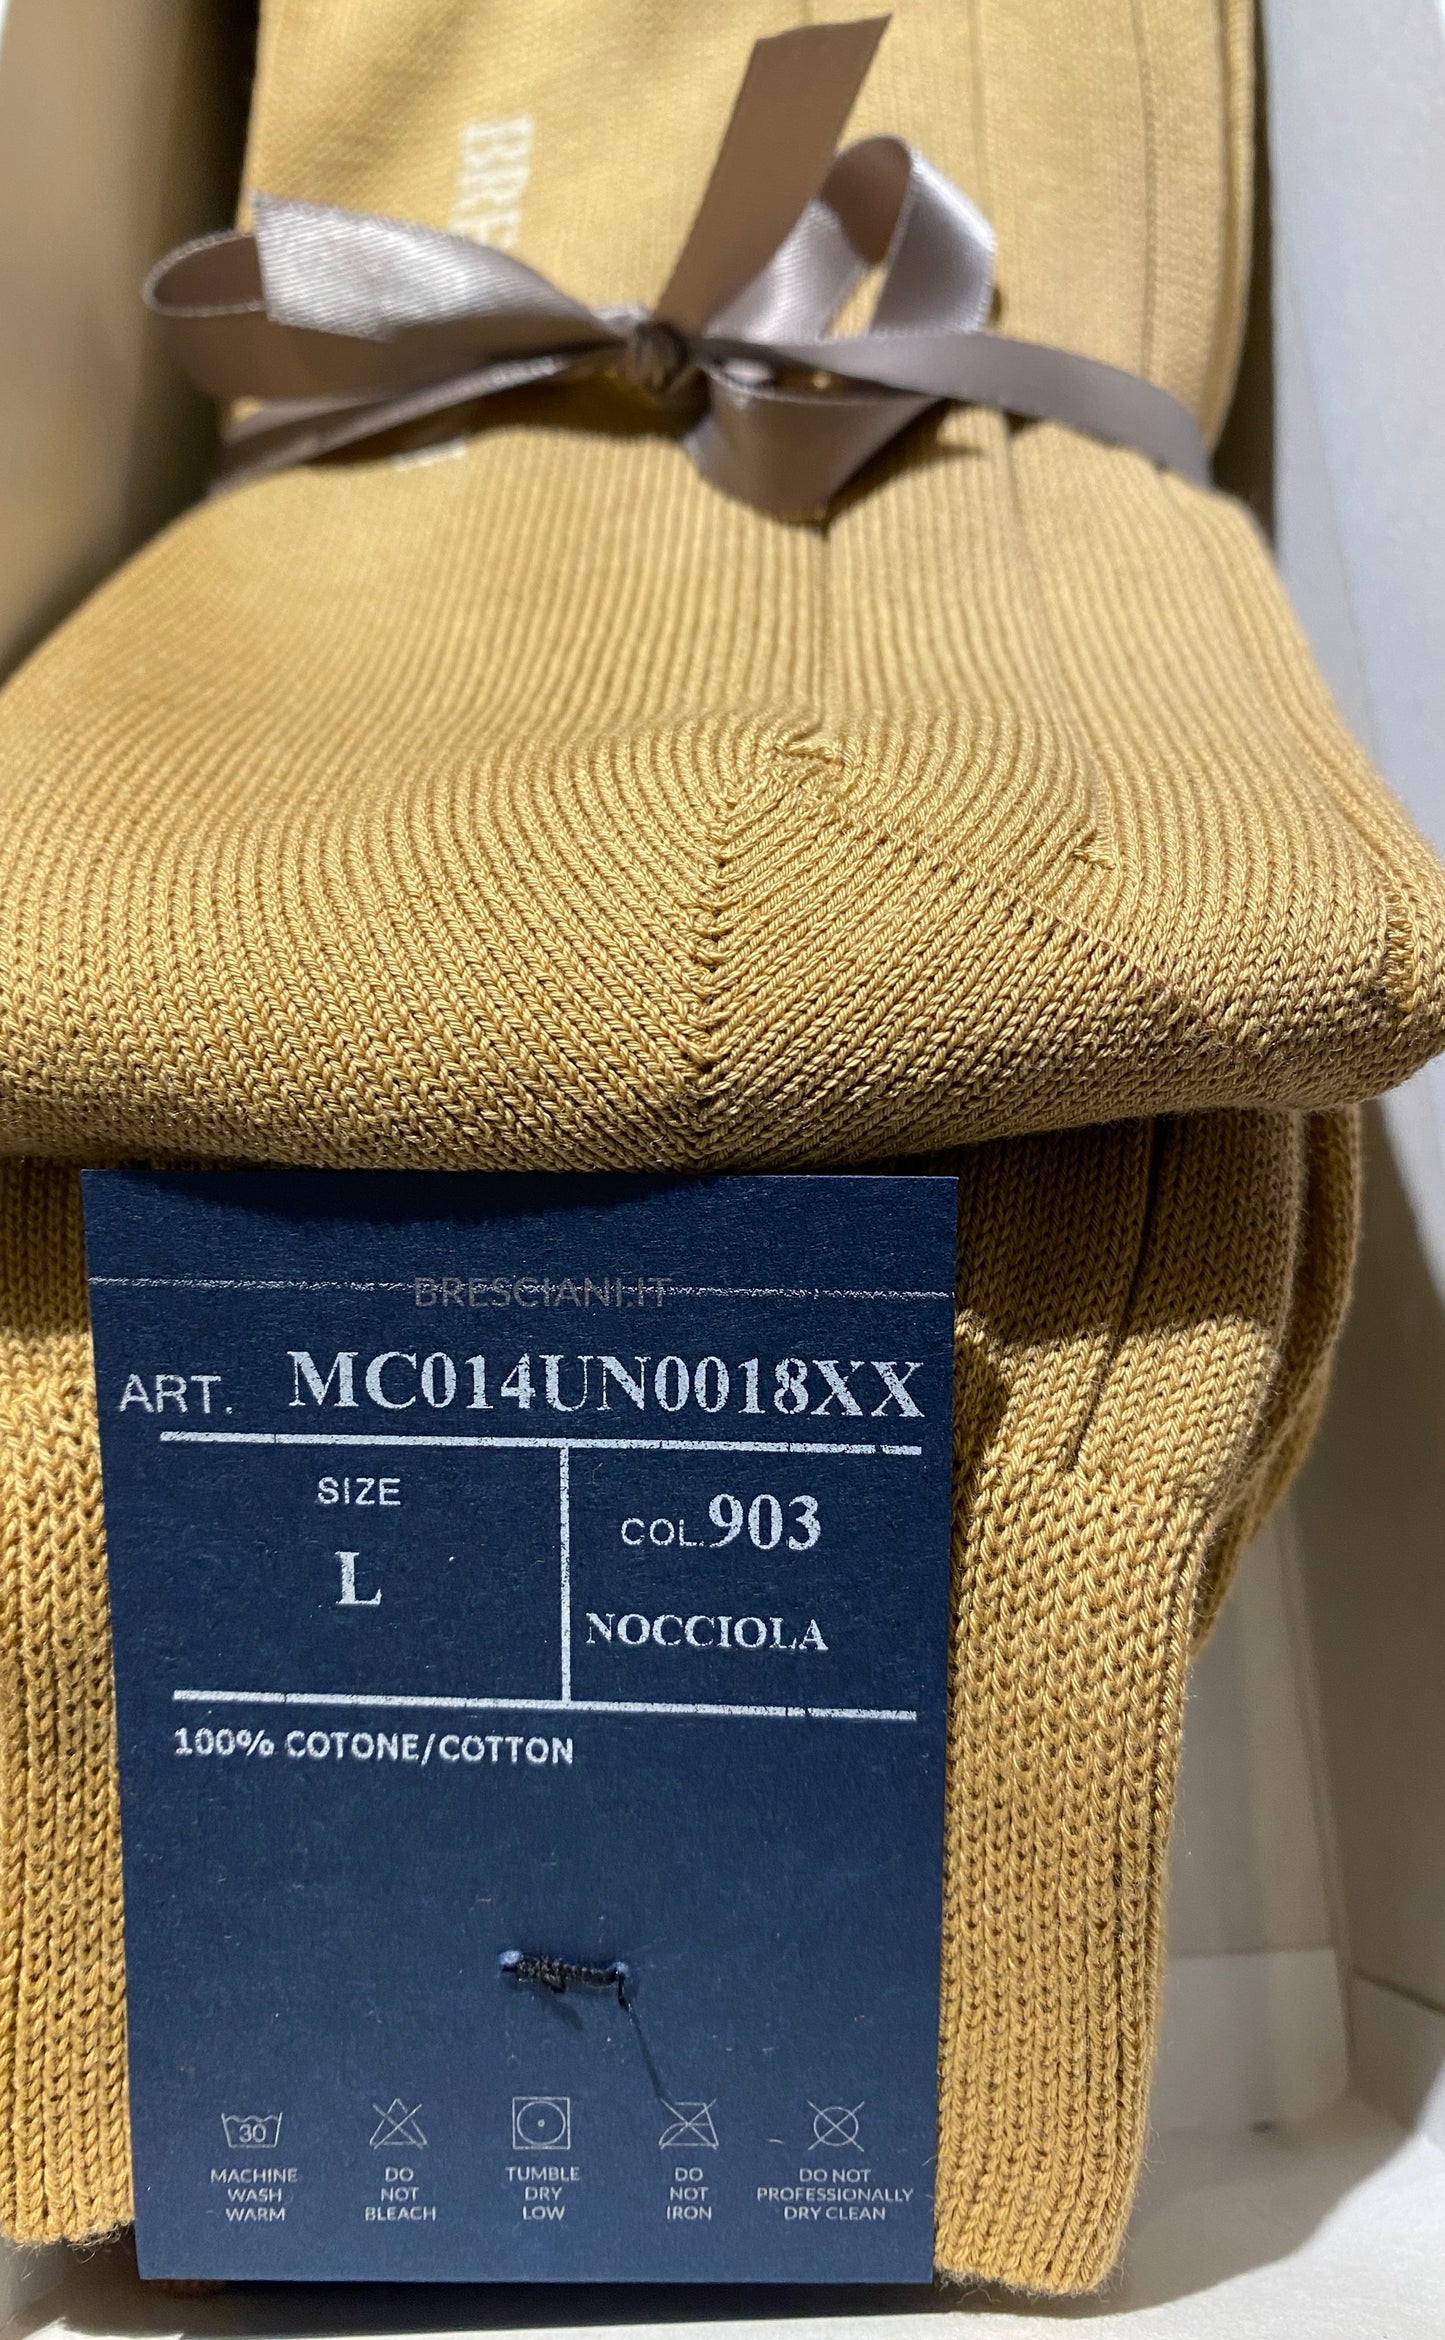 BRESCIANI.IT
ART. MC014UN0018XX
SIZE
L
COL. 903
NOCCIOLA
100% COTONE/COTTON
30
MACHINE
WASH
WARM
DO
NOT
BLEACH
TUMBLE
DRY
LOW
DO
NOT
IRON
DO NOT
PROFESSIONALLY
DRY CLEAN